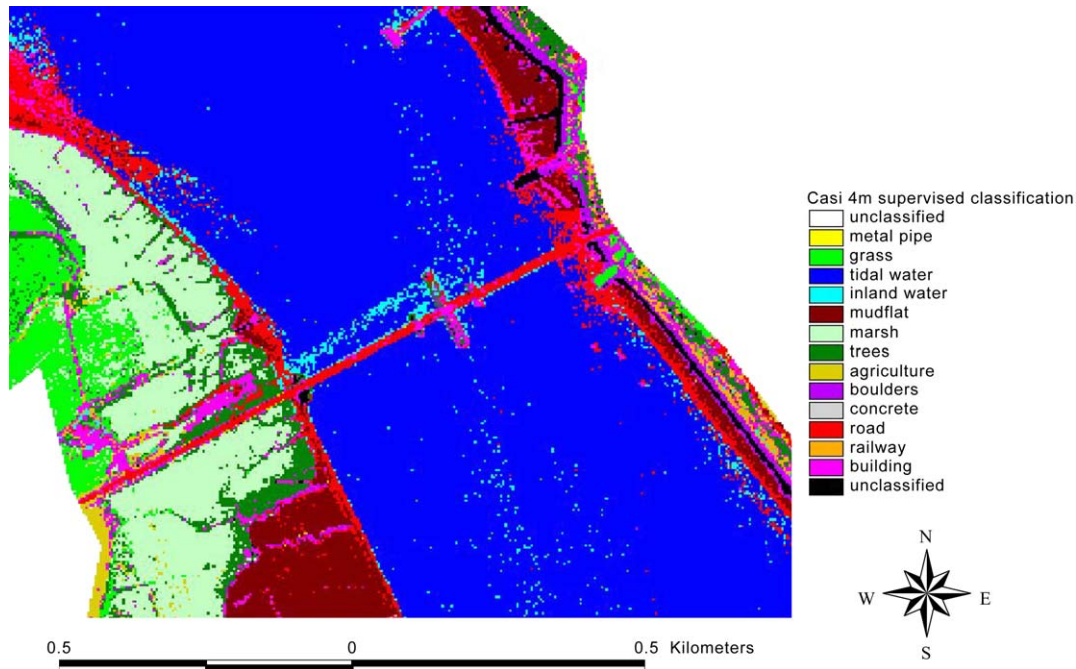 Casi 4m supervised classification
unclassified
metal pipe
grass
tidal water
inland water
mudflat
marsh
trees
agriculture
boulders
concrete
road
railway
building
unclassified
N
W E
S
0.5 0 0.5 Kilometers